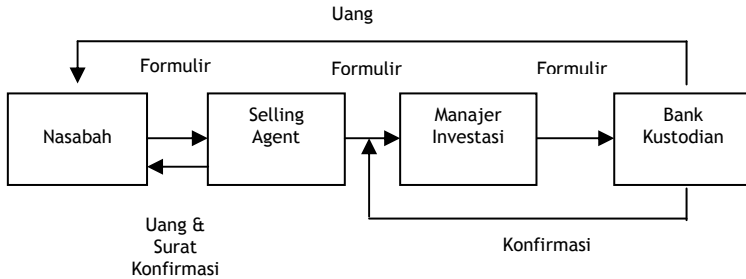 Uang
Formulir
Formulir
Formulir
Nasabah
Selling
Agent
Manajer
Investasi
Bank
Kustodian
Uang &
Surat
Konfirmasi
Konfirmasi